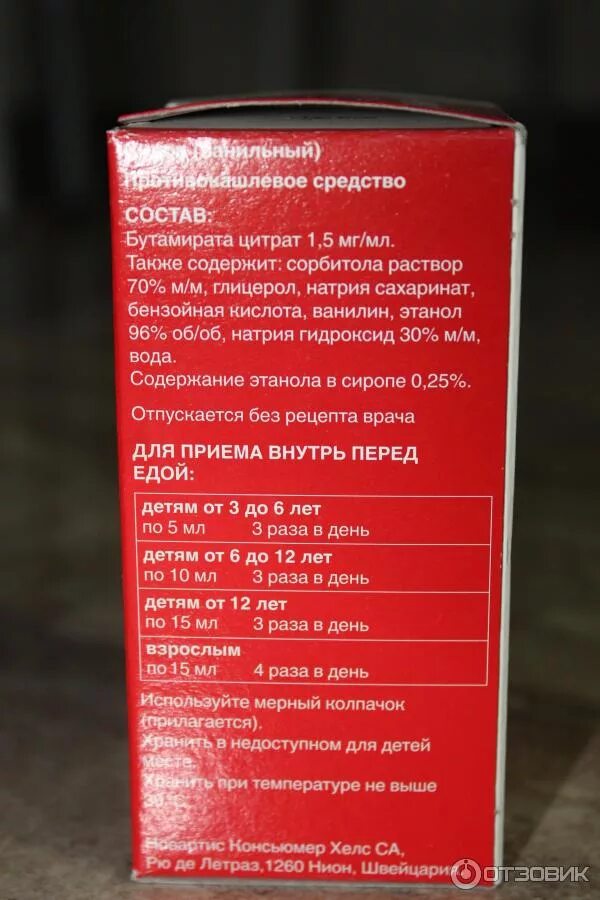 (ванильный)
Противокашлевое средство
СОСТАВ:
Бутамирата цитрат 1,5 мг/мл.
Также содержит: сорбитола раствор
70% м/м, глицерол, натрия сахаринат,
бензойная кислота, ванилин, этанол
96% об/об, натрия гидроксид 30% м/м,
вода.
Содержание этанола в сиропе 0,25%.
Отпускается без рецепта врача
ДЛЯ ПРИЕМА ВНУТРЬ ПЕРЕД
ЕДОЙ:
детям от 3 до 6 лет
по 5 мл 3 раза в день
детям от 6 до 12 лет
по 10 мл 3 раза в день
детям от 12 лет
по 15 мл 3 раза в день
взрослым
по 15 мл 4 раза в день
Используйте мерный колпачок
(прилагается).
Хранить в недоступном для детей
месте.
Хранить при температуре не выше
30°C.
Новартис Консьюмер Хелс СА,
Рю де Летраз,1260 Нион, Швейцария
ОТЗОВИК